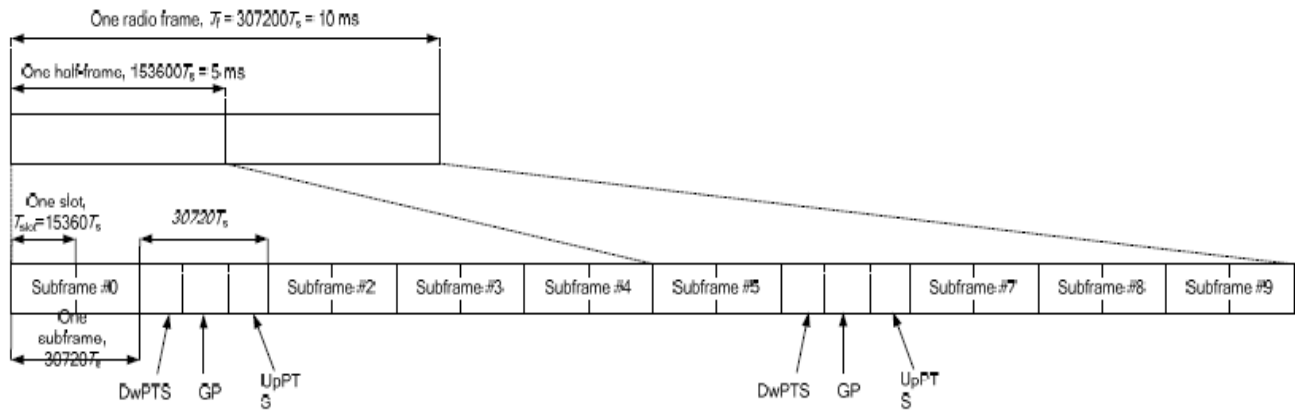 One radio frame, Tf = 307200Ts = 10 ms
One half-frame, 153600Ts = 5 ms
One slot,
Tslot=15360Ts
30720Ts
Subframe #0
Subframe #2
Subframe #3
Subframe #4
Subframe #5
Subframe #7
Subframe #8
Subframe #9
One
subframe,
30720Ts
DwPTS
GP
UpPT
S
DwPTS
GP
UpPT
S